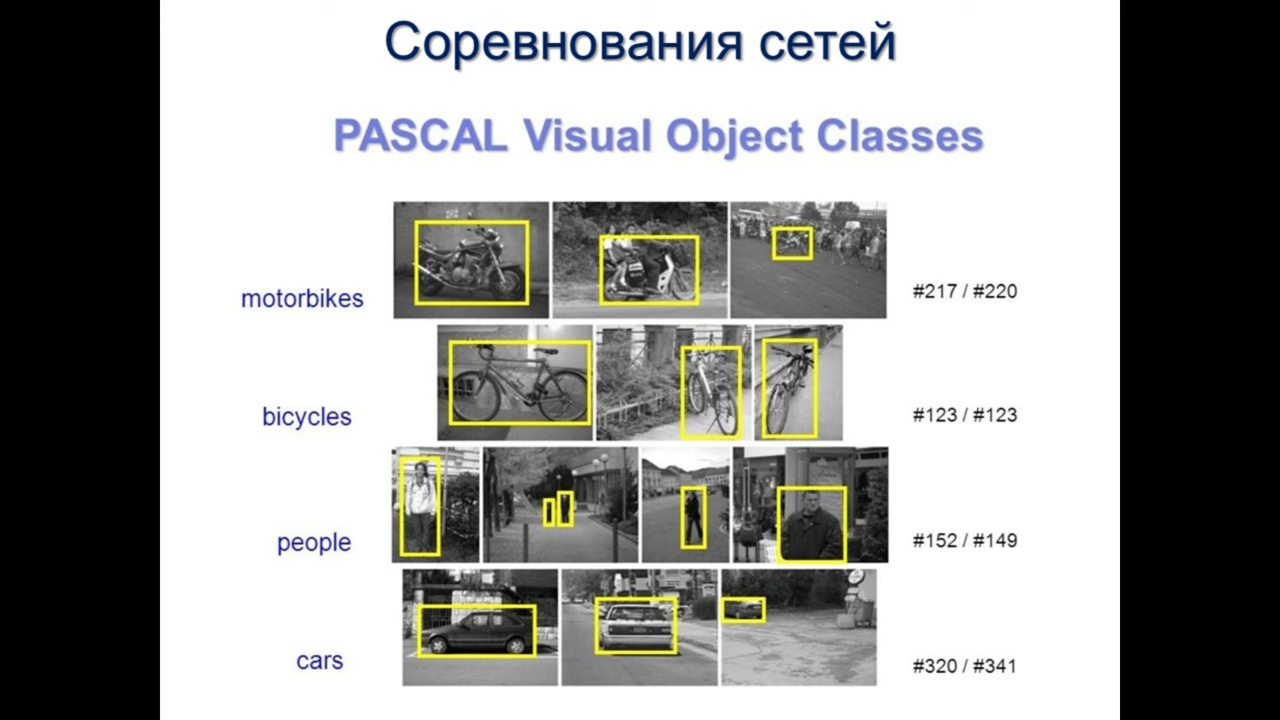 Соревнования сетей
PASCAL Visual Object Classes
motorbikes #217 / #220
bicycles #123 / #123
people #152 / #149
cars #320 / #341